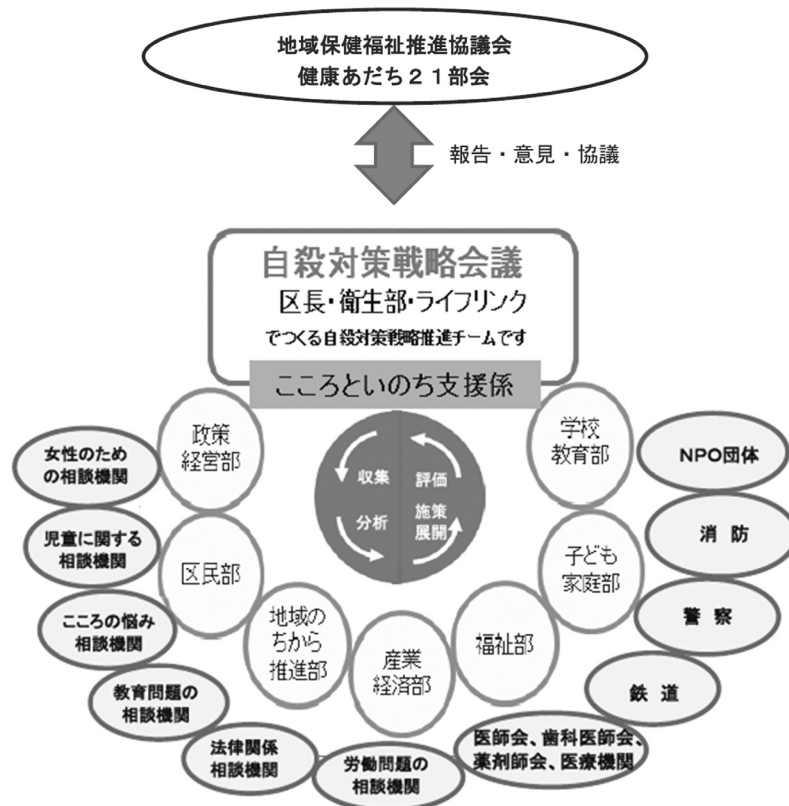 地域保健福祉推進協議会
健康あだち２１部会
報告・意見・協議
自殺対策戦略会議
区長・衛生部・ライフリンク
でつくる自殺対策戦略推進チームです
こころといのち支援係
政策
経営部
学校
教育部
女性のため
の相談機関
NPO団体
収集
評価
分析
施策
展開
児童に関する
相談機関
区民部
子ども
家庭部
消防
こころの悩み
相談機関
地域の
ちから
推進部
産業
経済部
福祉部
警察
教育問題の
相談機関
鉄道
法律関係
相談機関
労働問題の
相談機関
医師会、歯科医師会、
薬剤師会、医療機関